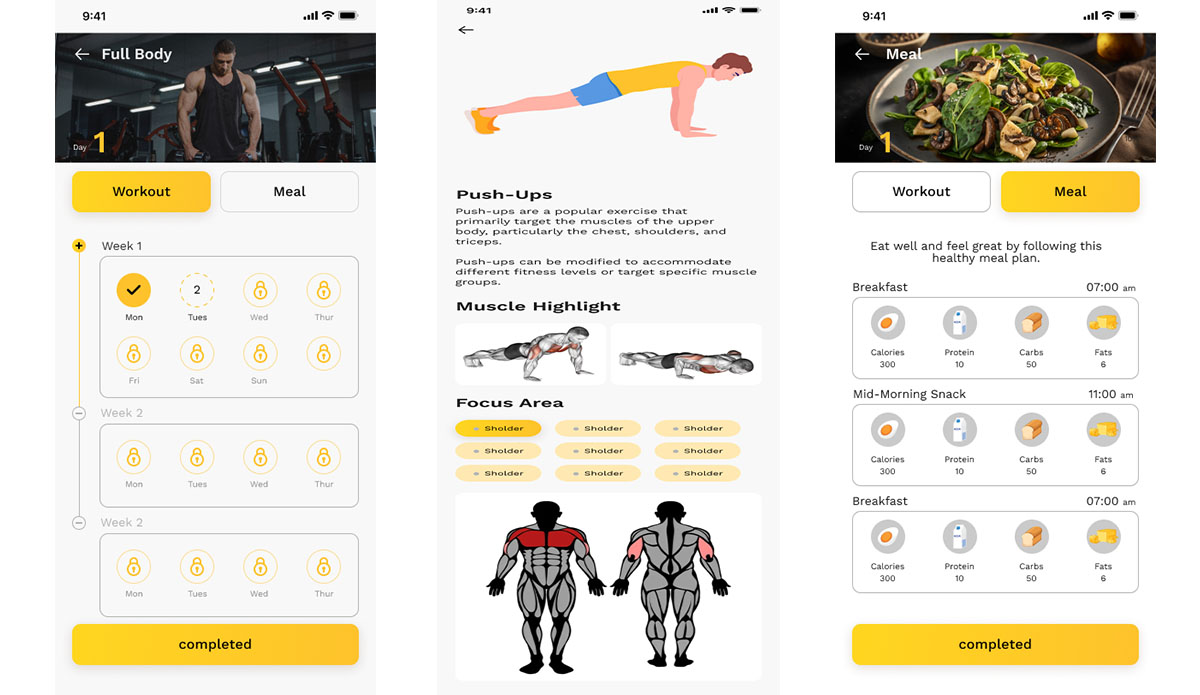 9:41
Full Body
Day 1
Workout
Meal
Week 1
2
Mon Tues Wed Thur
Fri Sat Sun
Week 2
Mon Tues Wed Thur
Week 2
Mon Tues Wed Thur
completed
9:41
Push-Ups
Push-ups are a popular exercise that
primarily target the muscles of the upper
body, particularly the chest, shoulders, and
triceps.
Push-ups can be modified to accommodate
different fitness levels or target specific muscle
groups.
Muscle Highlight
Focus Area
Sholder Sholder Sholder
Sholder Sholder Sholder
Sholder Sholder Sholder
9:41
Meal
Day 1
Workout
Meal
Eat well and feel great by following this
healthy meal plan.
Breakfast 07:00 am
Calories Protein Carbs Fats
300 10 50 6
Mid-Morning Snack 11:00 am
Calories Protein Carbs Fats
300 10 50 6
Breakfast 07:00 am
Calories Protein Carbs Fats
300 10 50 6
completed